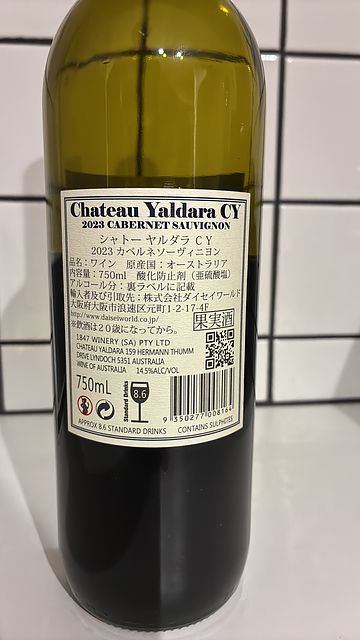 Chateau Yaldara CY
2023 CABERNET SAUVIGNON
シャトー ヤルダラ ＣＹ
2023 カベルネソーヴィニヨン
品名：ワイン 原産国：オーストラリア
内容量：750ml 酸化防止剤（亜硫酸塩）
アルコール分：裏ラベルに記載
輸入者及び引取先：株式会社ダイセイワールド
大阪府大阪市浪速区元町1-2-17-4F
http://www.daiseiworld.co.jp/
果実酒
※飲酒は２０歳になってから。
1847 WINERY (SA) PTY LTD
CHATEAU YALDARA 159 HERMANN THUMM
DRIVE LYNDOCH 5351 AUSTRALIA
WINE OF AUSTRALIA 14.5%ALC/VOL
750mL
Standard Drinks
8.6
9 350277 008164
APPROX 8.6 STANDARD DRINKS CONTAINS SULPHITES